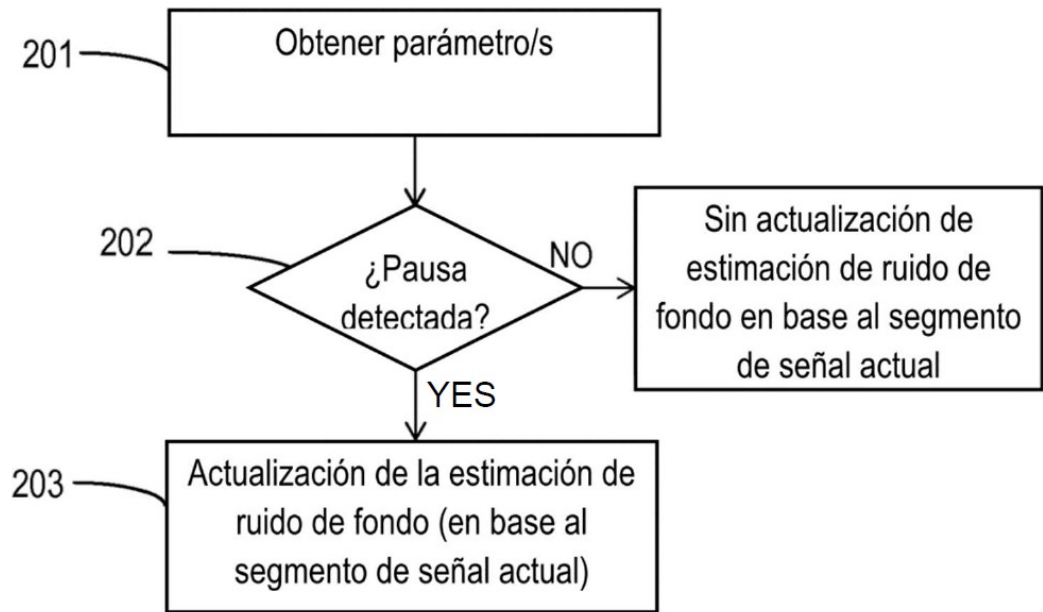 201
Obtener parámetro/s
202
¿Pausa
detectada?
NO
Sin actualización de
estimación de ruido de
fondo en base al segmento
de señal actual
YES
203
Actualización de la estimación de
ruido de fondo (en base al
segmento de señal actual)